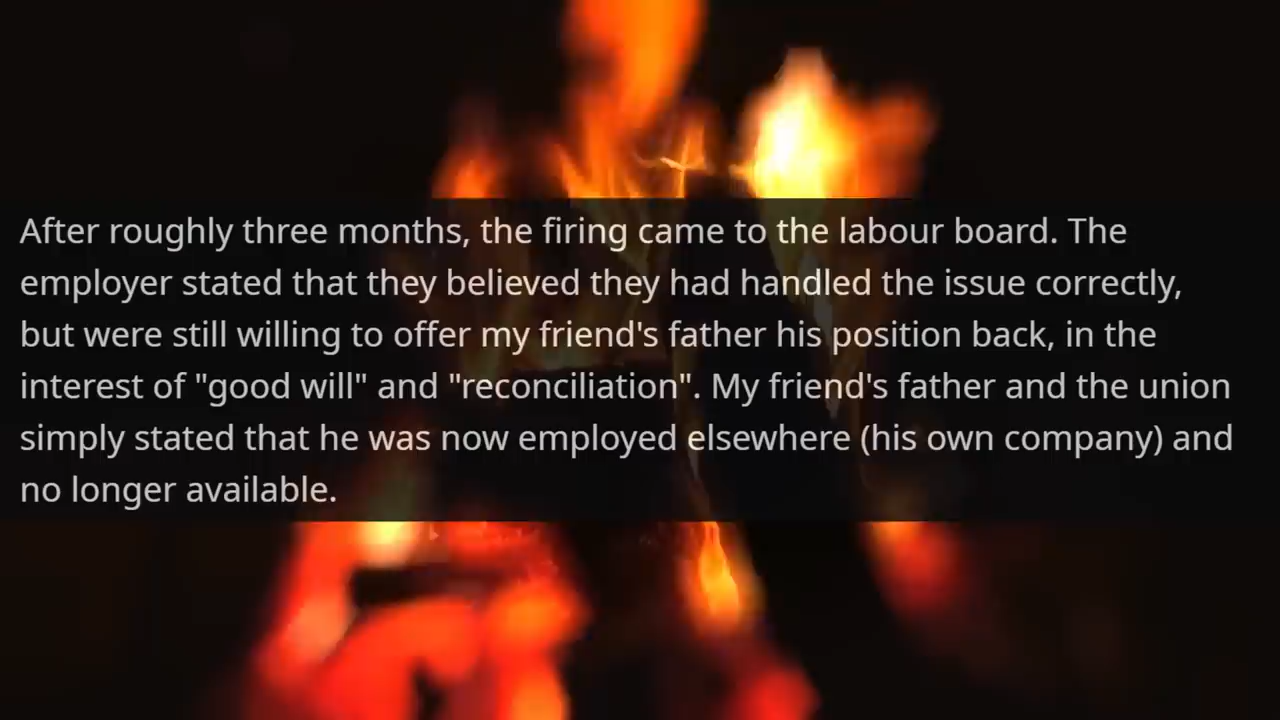 After roughly three months, the firing came to the labour board. The
employer stated that they believed they had handled the issue correctly,
but were still willing to offer my friend's father his position back, in the
interest of "good will" and "reconciliation". My friend's father and the union
simply stated that he was now employed elsewhere (his own company) and
no longer available.